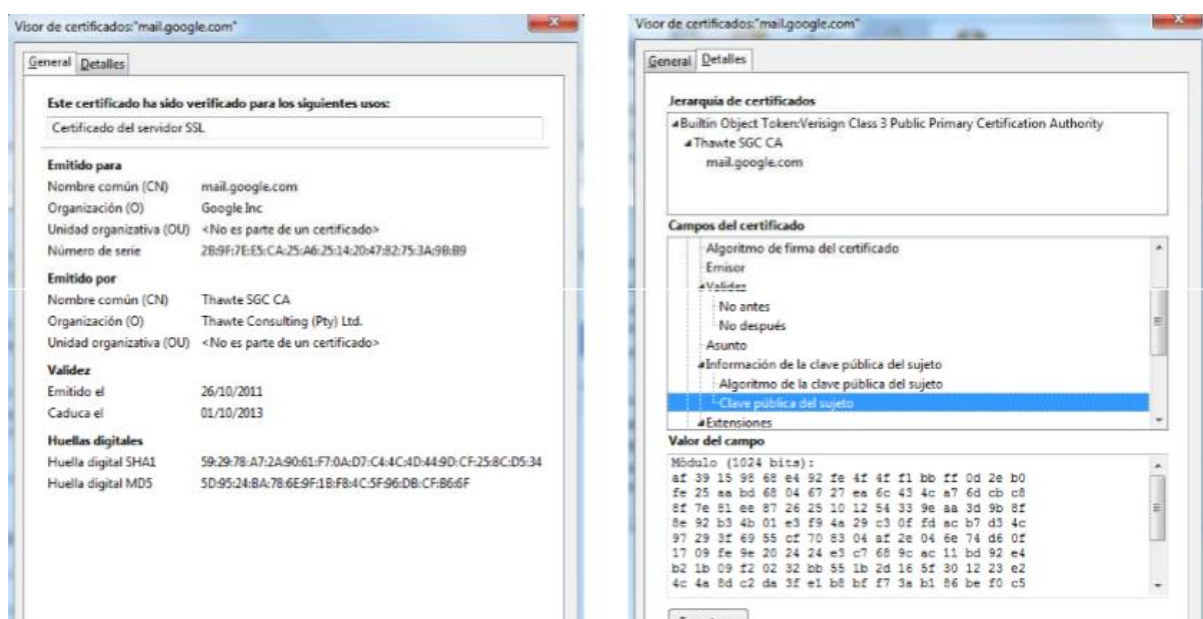 Visor de certificados:"mail.google.com"
General Detalles
Este certificado ha sido verificado para los siguientes usos:
Certificado del servidor SSL
Emitido para
Nombre común (CN) mail.google.com
Organización (O) Google Inc
Unidad organizativa (OU) <No es parte de un certificado>
Número de serie 2B:9F:7E:E5:CA:25:A6:25:14:20:47:82:75:3A:9B:B9
Emitido por
Nombre común (CN) Thawte SGC CA
Organización (O) Thawte Consulting (Pty) Ltd.
Unidad organizativa (OU) <No es parte de un certificado>
Validez
Emitido el 26/10/2011
Caduca el 01/10/2013
Huellas digitales
Huella digital SHA1 59:29:78:A7:2A:90:61:F7:0A:D7:C4:4C:4D:44:9D:CF:25:8C:D5:34
Huella digital MD5 5D:95:24:BA:78:6E:9F:1B:F8:4C:5F:96:DB:CF:B6:6F
Visor de certificados:"mail.google.com"
General Detalles
Jerarquía de certificados
Builtin Object Token:Verisign Class 3 Public Primary Certification Authority
Thawte SGC CA
mail.google.com
Campos del certificado
Algoritmo de firma del certificado
Emisor
Validez
No antes
No después
Asunto
Información de la clave pública del sujeto
Algoritmo de la clave pública del sujeto
Clave pública del sujeto
Extensiones
Valor del campo
Módulo (1024 bits):
af 39 15 98 68 e4 92 fe 4f 4f f1 bb ff 0d 2e b0
fe 25 aa bd 68 04 67 27 ea 6c 43 4c a7 6d cb c8
8f 7e 81 ee 87 26 25 10 12 54 33 9e aa 3d 9b 8f
8e 92 b3 4b 01 e3 f9 4a 29 c3 0f fd ac b7 d3 4c
97 29 3f 69 55 cf 70 83 04 af 2e 04 6e 74 d6 0f
17 09 fe 9e 20 24 24 e3 c7 68 9c ac 11 bd 92 e4
b2 1b 09 f2 02 32 bb 55 1b 2d 16 5f 30 12 23 e2
4c 4a 8d c2 da 3f e1 b8 bf f7 3a b1 86 be f0 c5